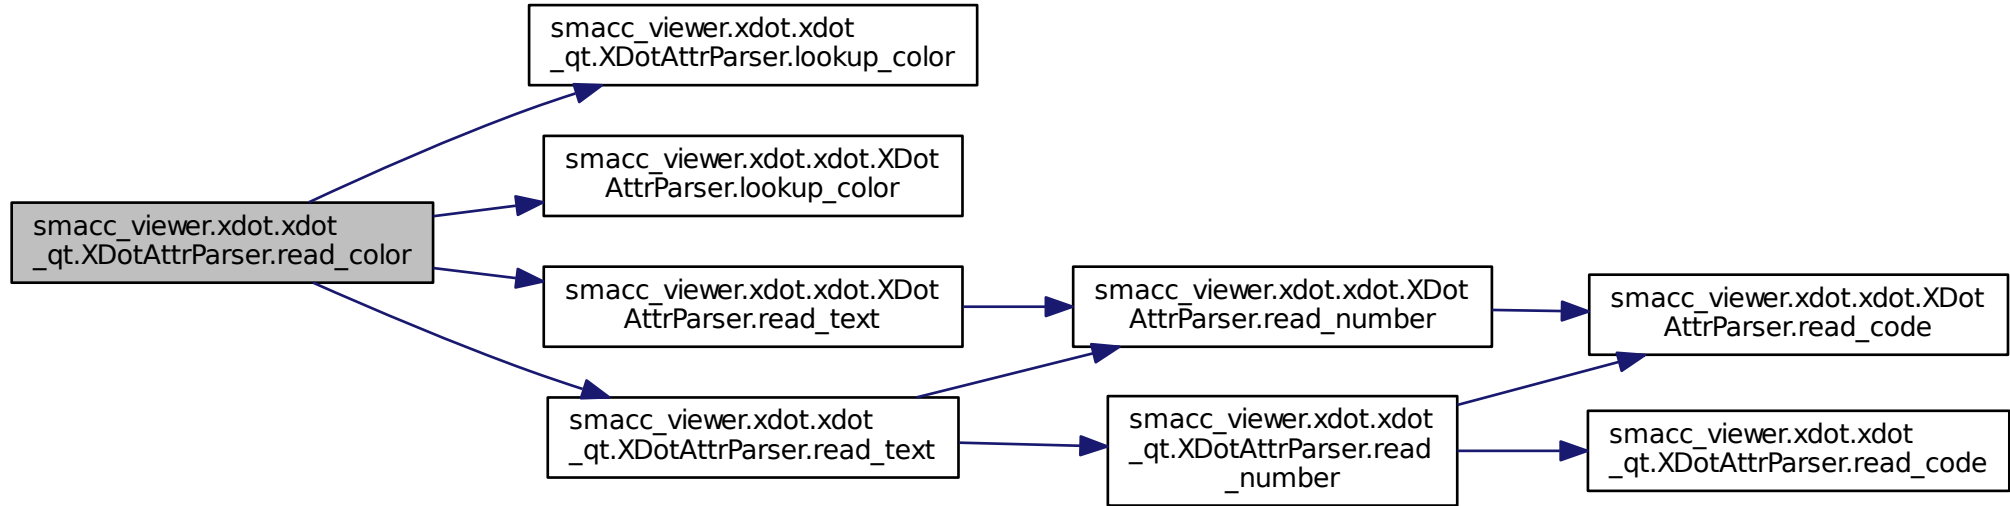 smacc_viewer.xdot.xdot
_qt.XDotAttrParser.lookup_color
smacc_viewer.xdot.xdot.XDot
AttrParser.lookup_color
smacc_viewer.xdot.xdot
_qt.XDotAttrParser.read_color
smacc_viewer.xdot.xdot.XDot
AttrParser.read_text
smacc_viewer.xdot.xdot.XDot
AttrParser.read_number
smacc_viewer.xdot.xdot.XDot
AttrParser.read_code
smacc_viewer.xdot.xdot
_qt.XDotAttrParser.read_text
smacc_viewer.xdot.xdot
_qt.XDotAttrParser.read
_number
smacc_viewer.xdot.xdot
_qt.XDotAttrParser.read_code